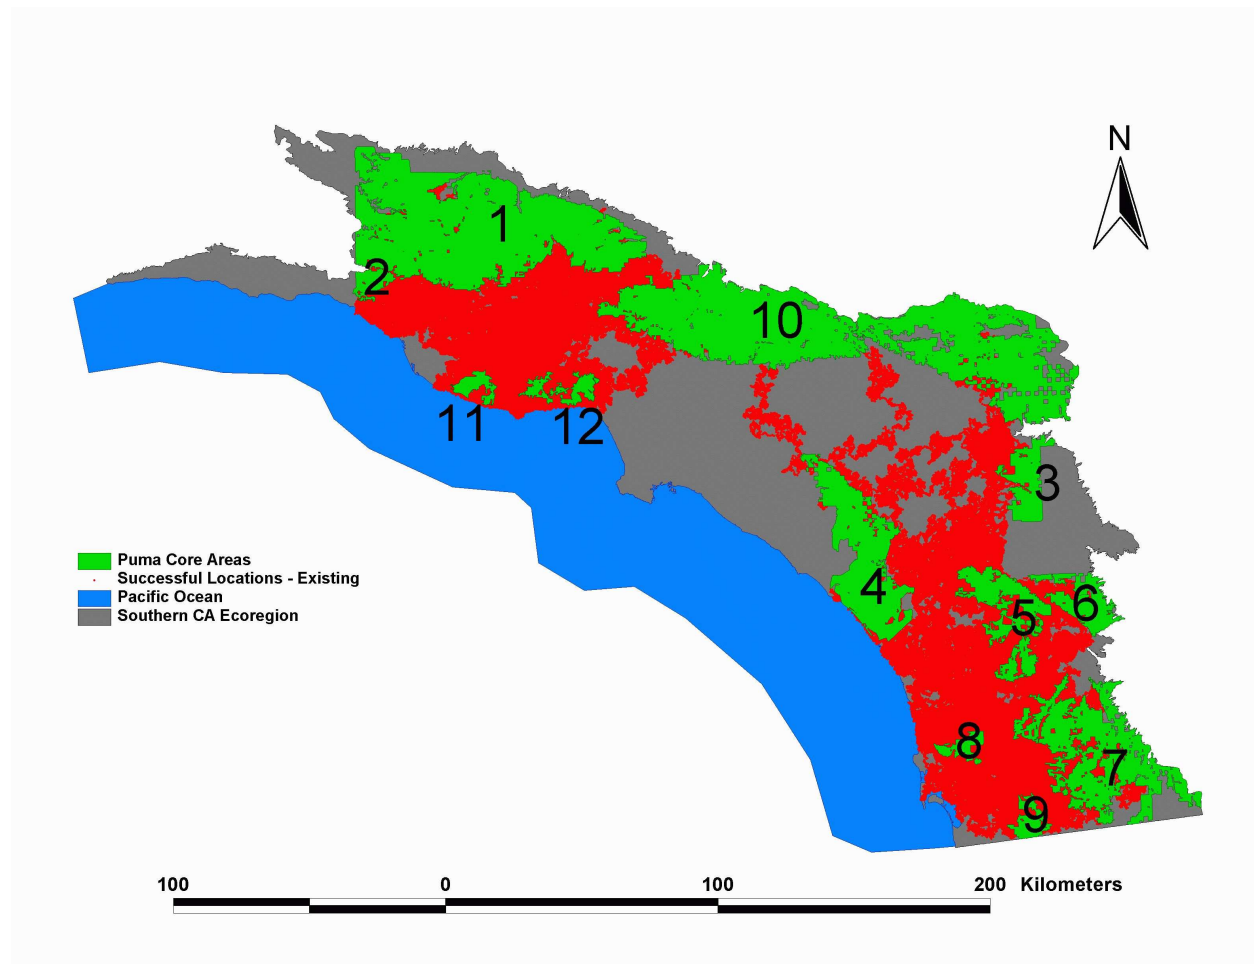 N
1
2
10
11
12
3
4
5
6
8
7
9
Puma Core Areas
Successful Locations - Existing
Pacific Ocean
Southern CA Ecoregion
100 0 100 200 Kilometers